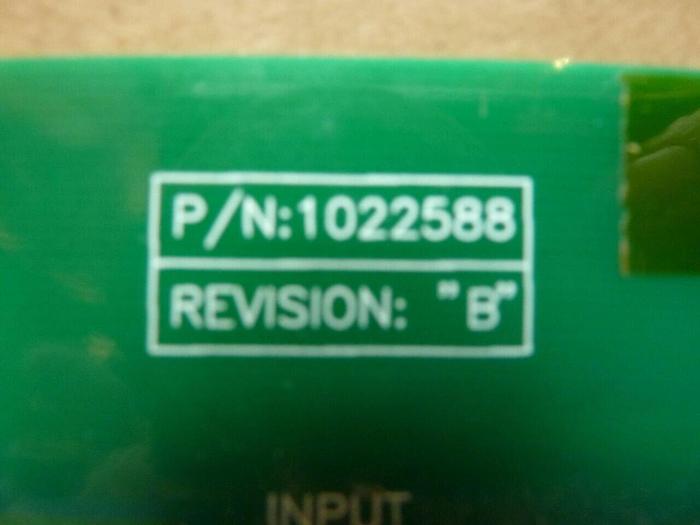 P/N:1022588
REVISION: "B"
INPUT